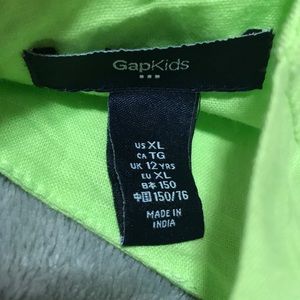 GapKids
US XL
CA TG
UK 12 YRS
EU XL
日本 150
中国 150/76
MADE IN
INDIA